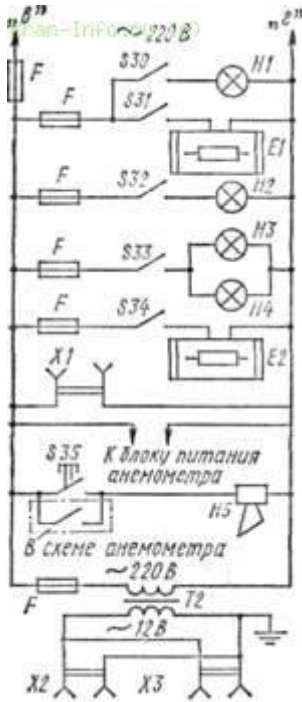 "в"
"г"
~220 В
F
S30
H1
F
S31
E1
F
S32
H2
F
S33
H3
H4
F
S34
E2
X1
К блоку питания
анемометра
S35
H5
В схеме анемометра
~220 В
F
T2
~12 В
X2
X3